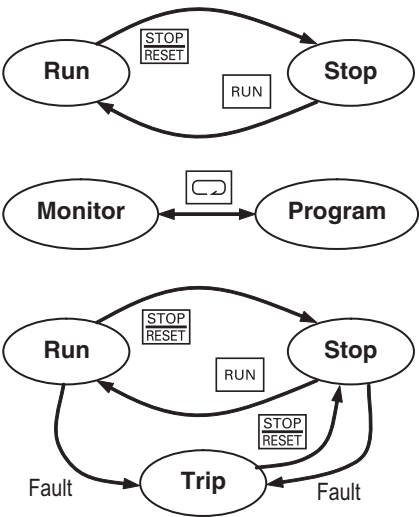 STOP
RESET
Run
Stop
RUN
Monitor
Program
STOP
RESET
Run
Stop
RUN
STOP
RESET
Trip
Fault
Fault